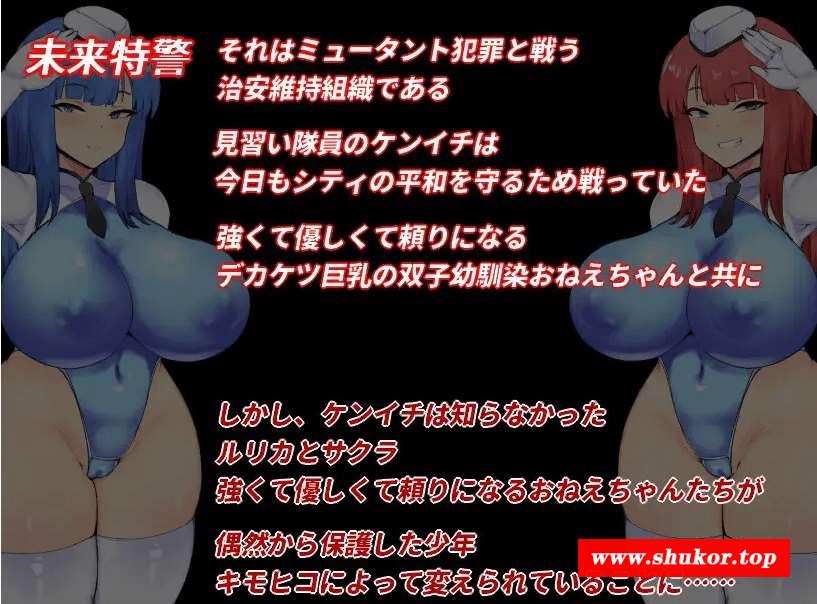 未来特警
それはミュータント犯罪と戦う
治安維持組織である
見習い隊員のケンイチは
今日もシティの平和を守るため戦っていた
強くて優しくて頼りになる
デカケツ巨乳の双子幼馴染おねえちゃんと共に
しかし、ケンイチは知らなかった
ルリカとサクラ
強くて優しくて頼りになるおねえちゃんたちが
偶然から保護した少年
キモヒコによって変えられていることに……
www.shukor.top